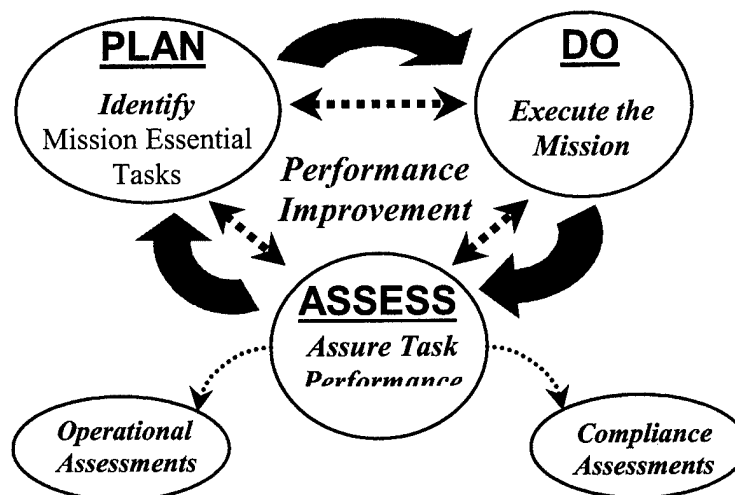 PLAN
Identify
Mission Essential
Tasks
DO
Execute the
Mission
Performance
Improvement
ASSESS
Assure Task
Performance
Operational
Assessments
Compliance
Assessments